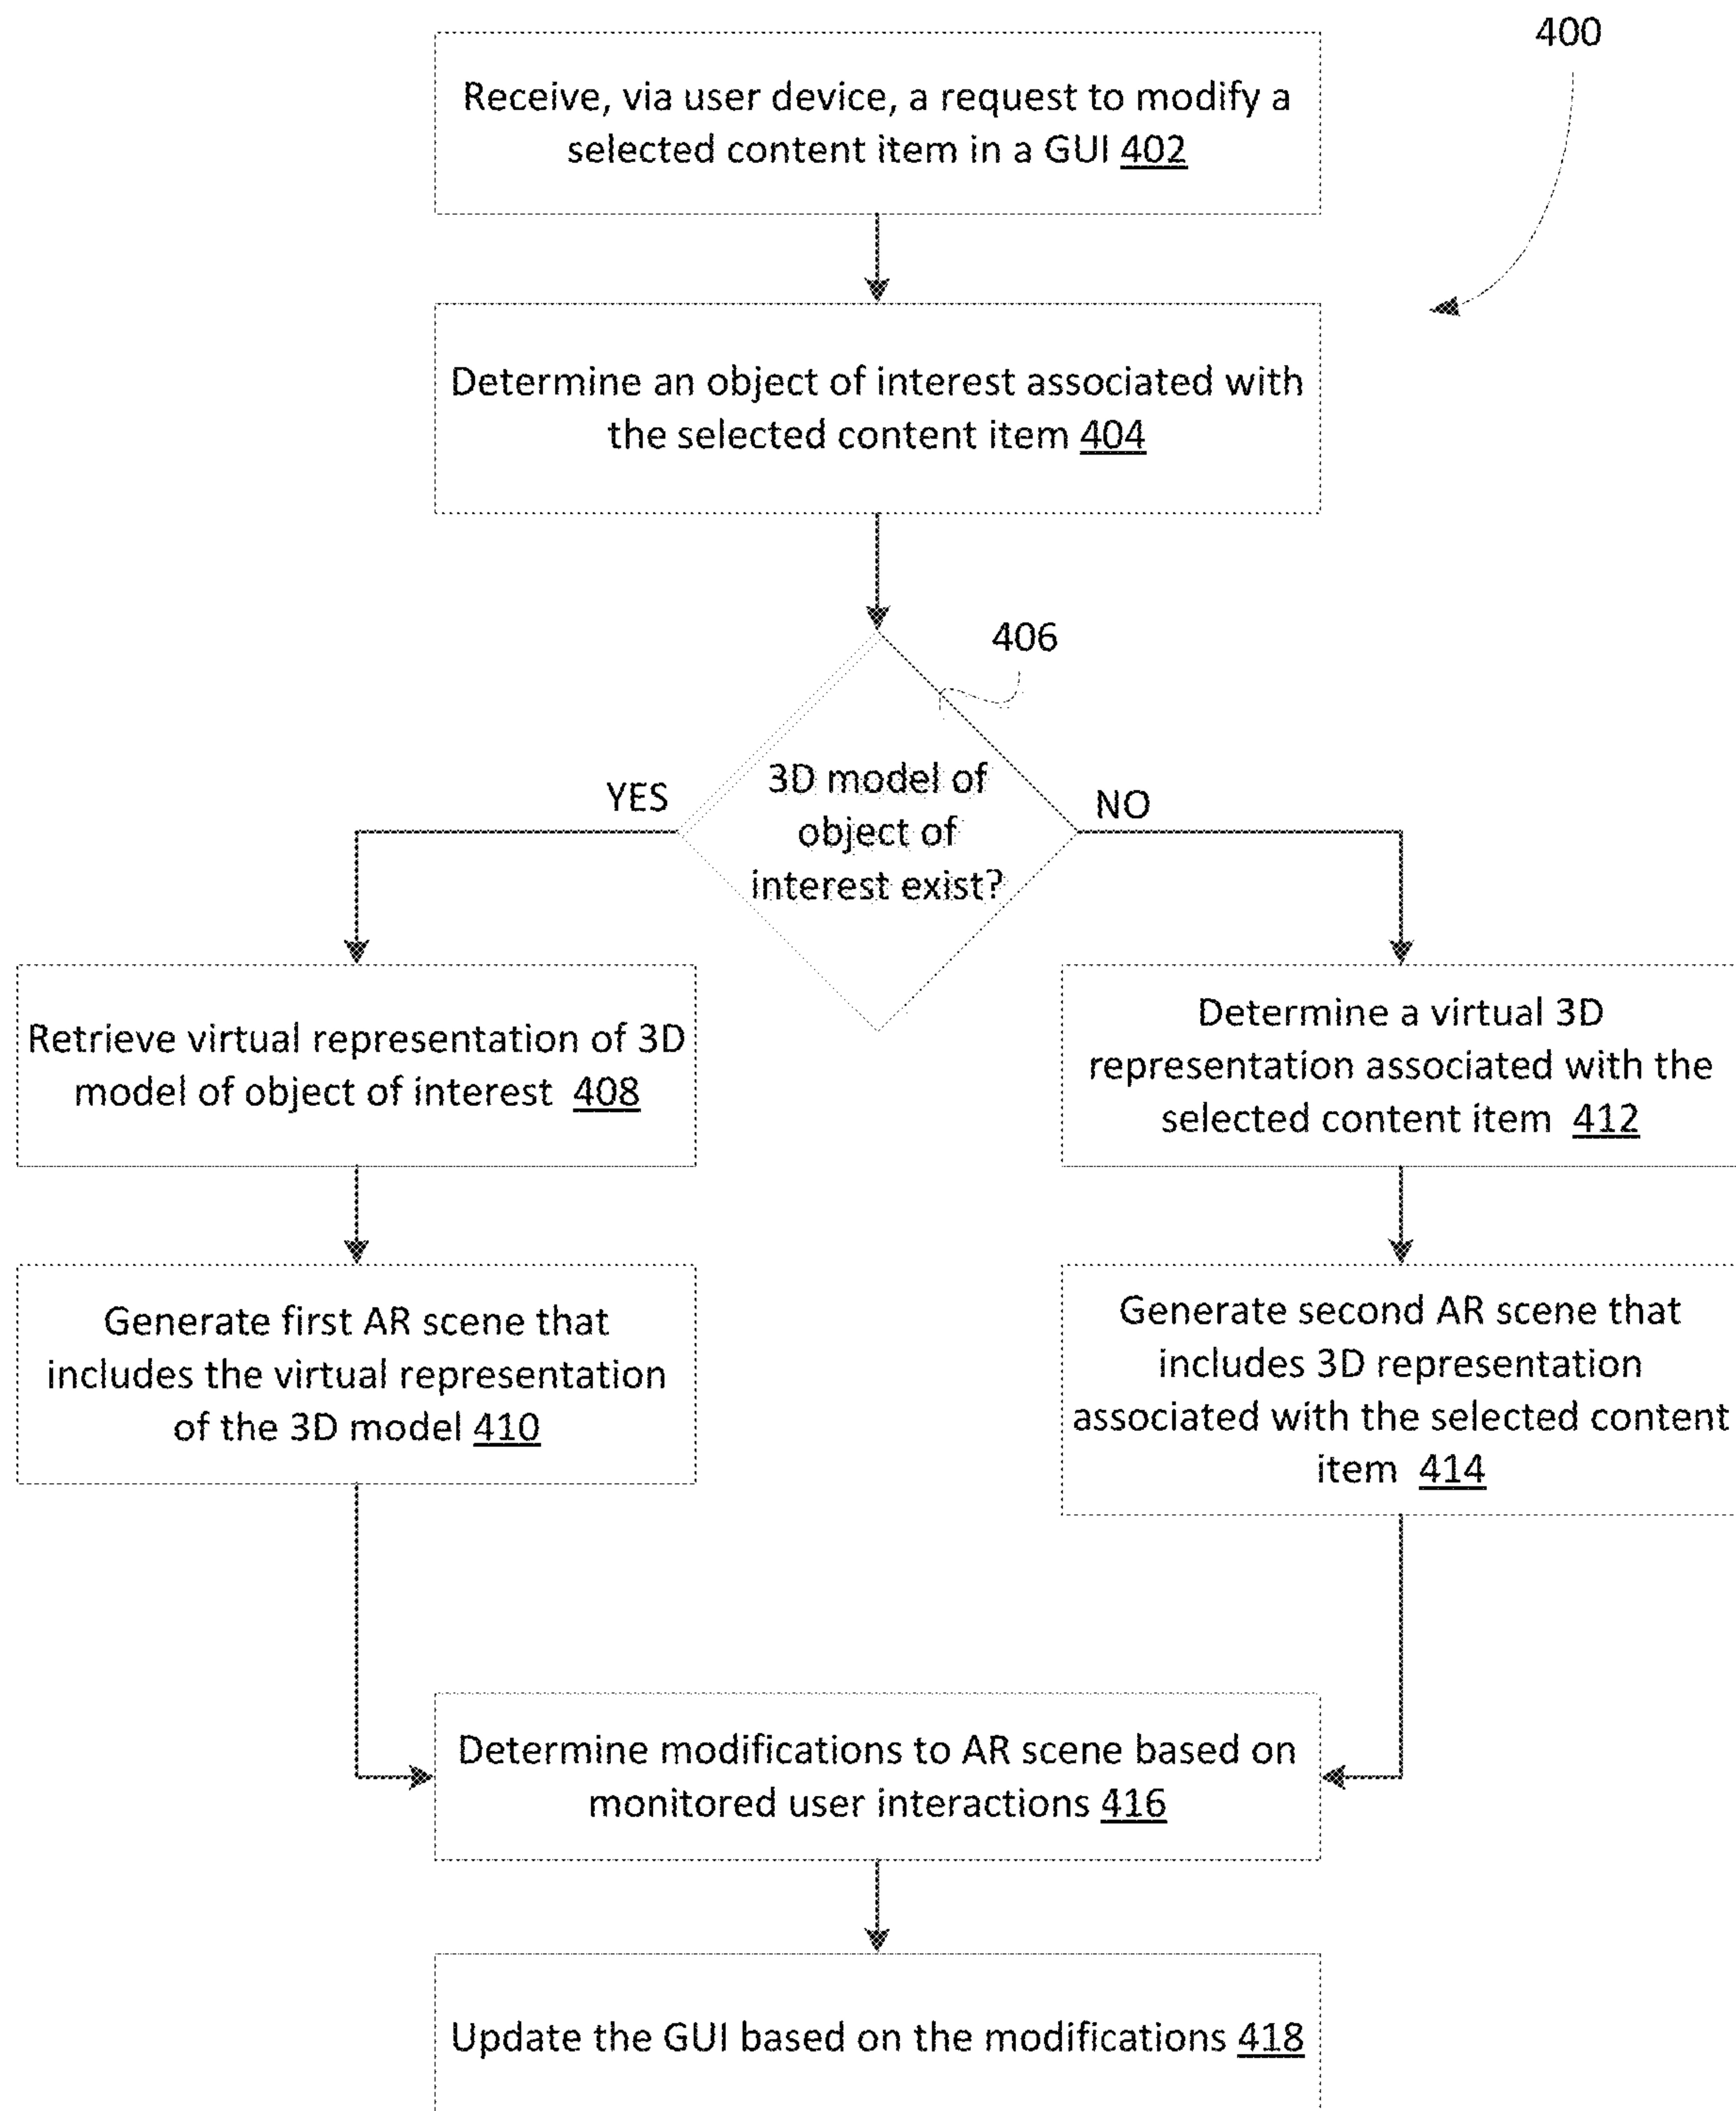 400
Receive, via user device, a request to modify a
selected content item in a GUI 402
Determine an object of interest associated with
the selected content item 404
406
3D model of
object of
interest exist?
YES
NO
Retrieve virtual representation of 3D
model of object of interest 408
Determine a virtual 3D
representation associated with the
selected content item 412
Generate first AR scene that
includes the virtual representation
of the 3D model 410
Generate second AR scene that
includes 3D representation
associated with the selected content
item 414
Determine modifications to AR scene based on
monitored user interactions 416
Update the GUI based on the modifications 418